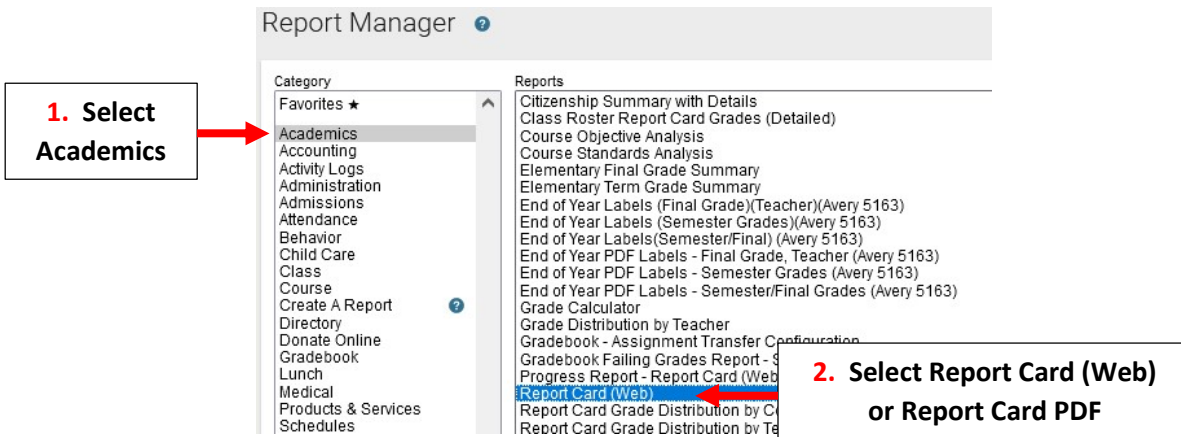 Report Manager ?
1. Select
Academics
Category
Favorites ★
Academics
Accounting
Activity Logs
Administration
Admissions
Attendance
Behavior
Child Care
Class
Course
Create A Report ?
Directory
Donate Online
Gradebook
Lunch
Medical
Products & Services
Schedules
Reports
Citizenship Summary with Details
Class Roster Report Card Grades (Detailed)
Course Objective Analysis
Course Standards Analysis
Elementary Final Grade Summary
Elementary Term Grade Summary
End of Year Labels (Final Grade)(Teacher)(Avery 5163)
End of Year Labels (Semester Grades)(Avery 5163)
End of Year Labels(Semester/Final) (Avery 5163)
End of Year PDF Labels - Final Grade, Teacher (Avery 5163)
End of Year PDF Labels - Semester Grades (Avery 5163)
End of Year PDF Labels - Semester/Final Grades (Avery 5163)
Grade Calculator
Grade Distribution by Teacher
Gradebook - Assignment Transfer Configuration
Gradebook Failing Grades Report - S
Progress Report - Report Card (Web
Report Card (Web)
Report Card Grade Distribution by C
Report Card Grade Distribution by Te
2. Select Report Card (Web)
or Report Card PDF